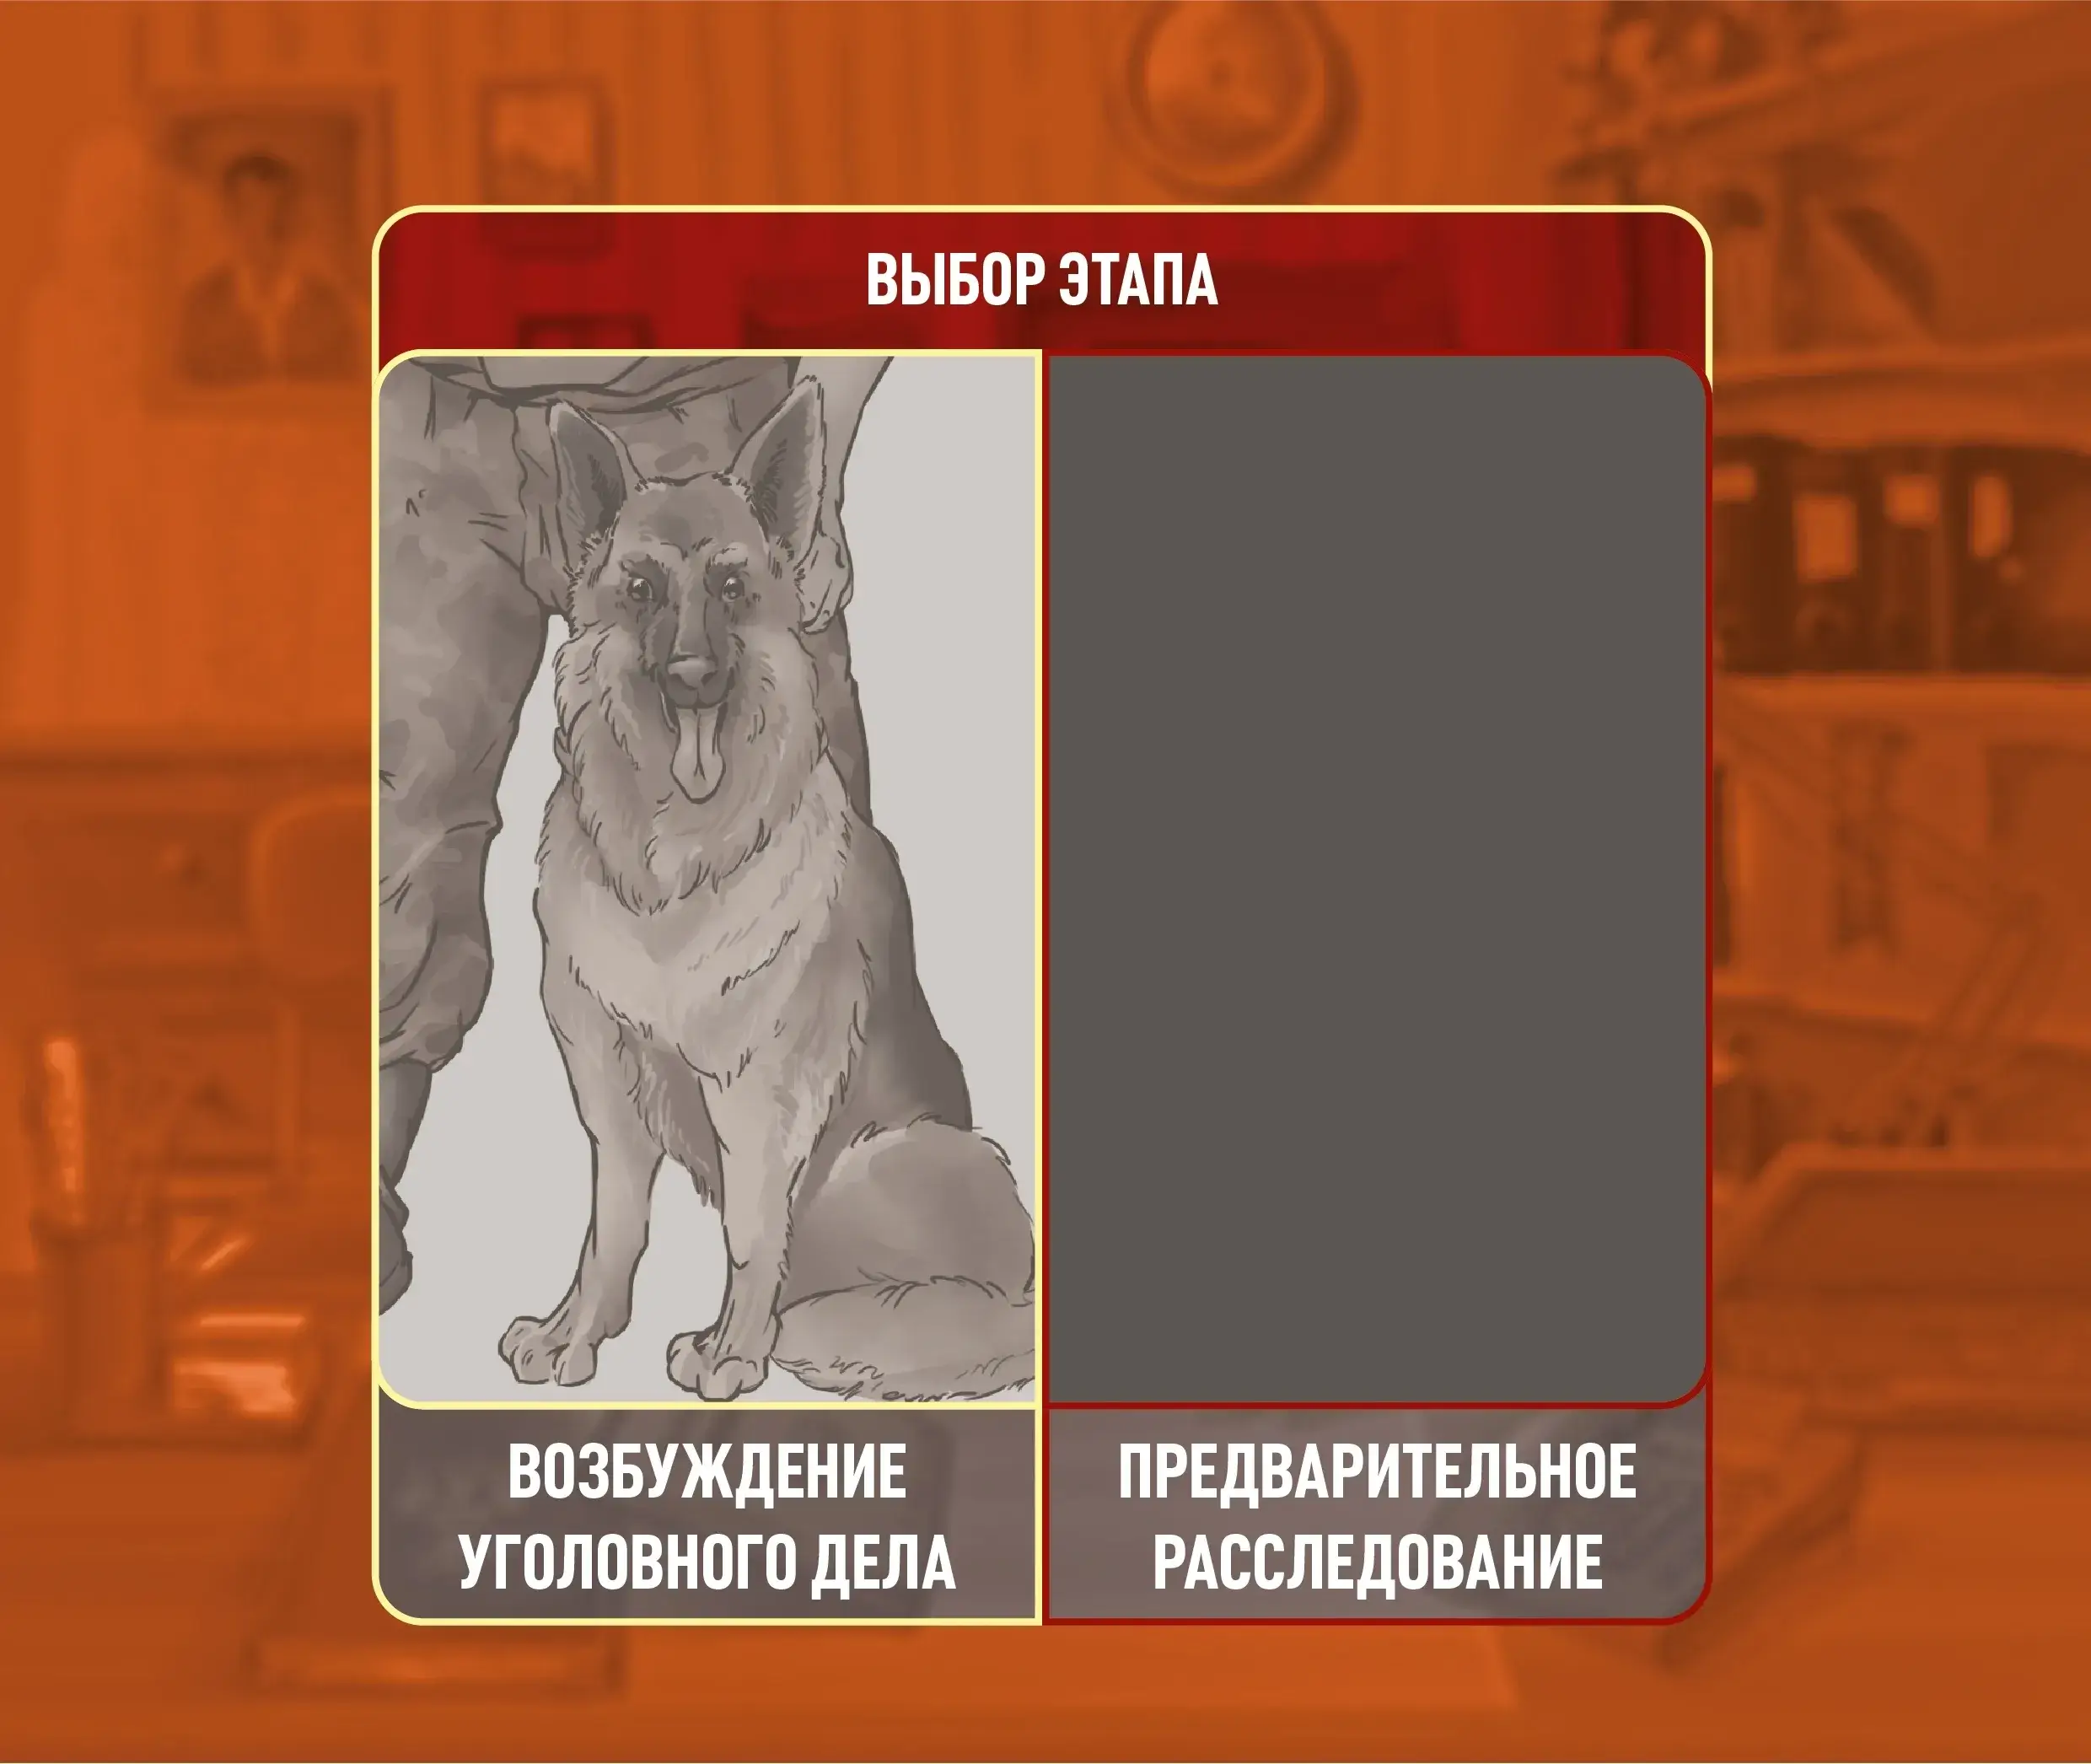 ВЫБОР ЭТАПА
ВОЗБУЖДЕНИЕ
УГОЛОВНОГО ДЕЛА
ПРЕДВАРИТЕЛЬНОЕ
РАССЛЕДОВАНИЕ